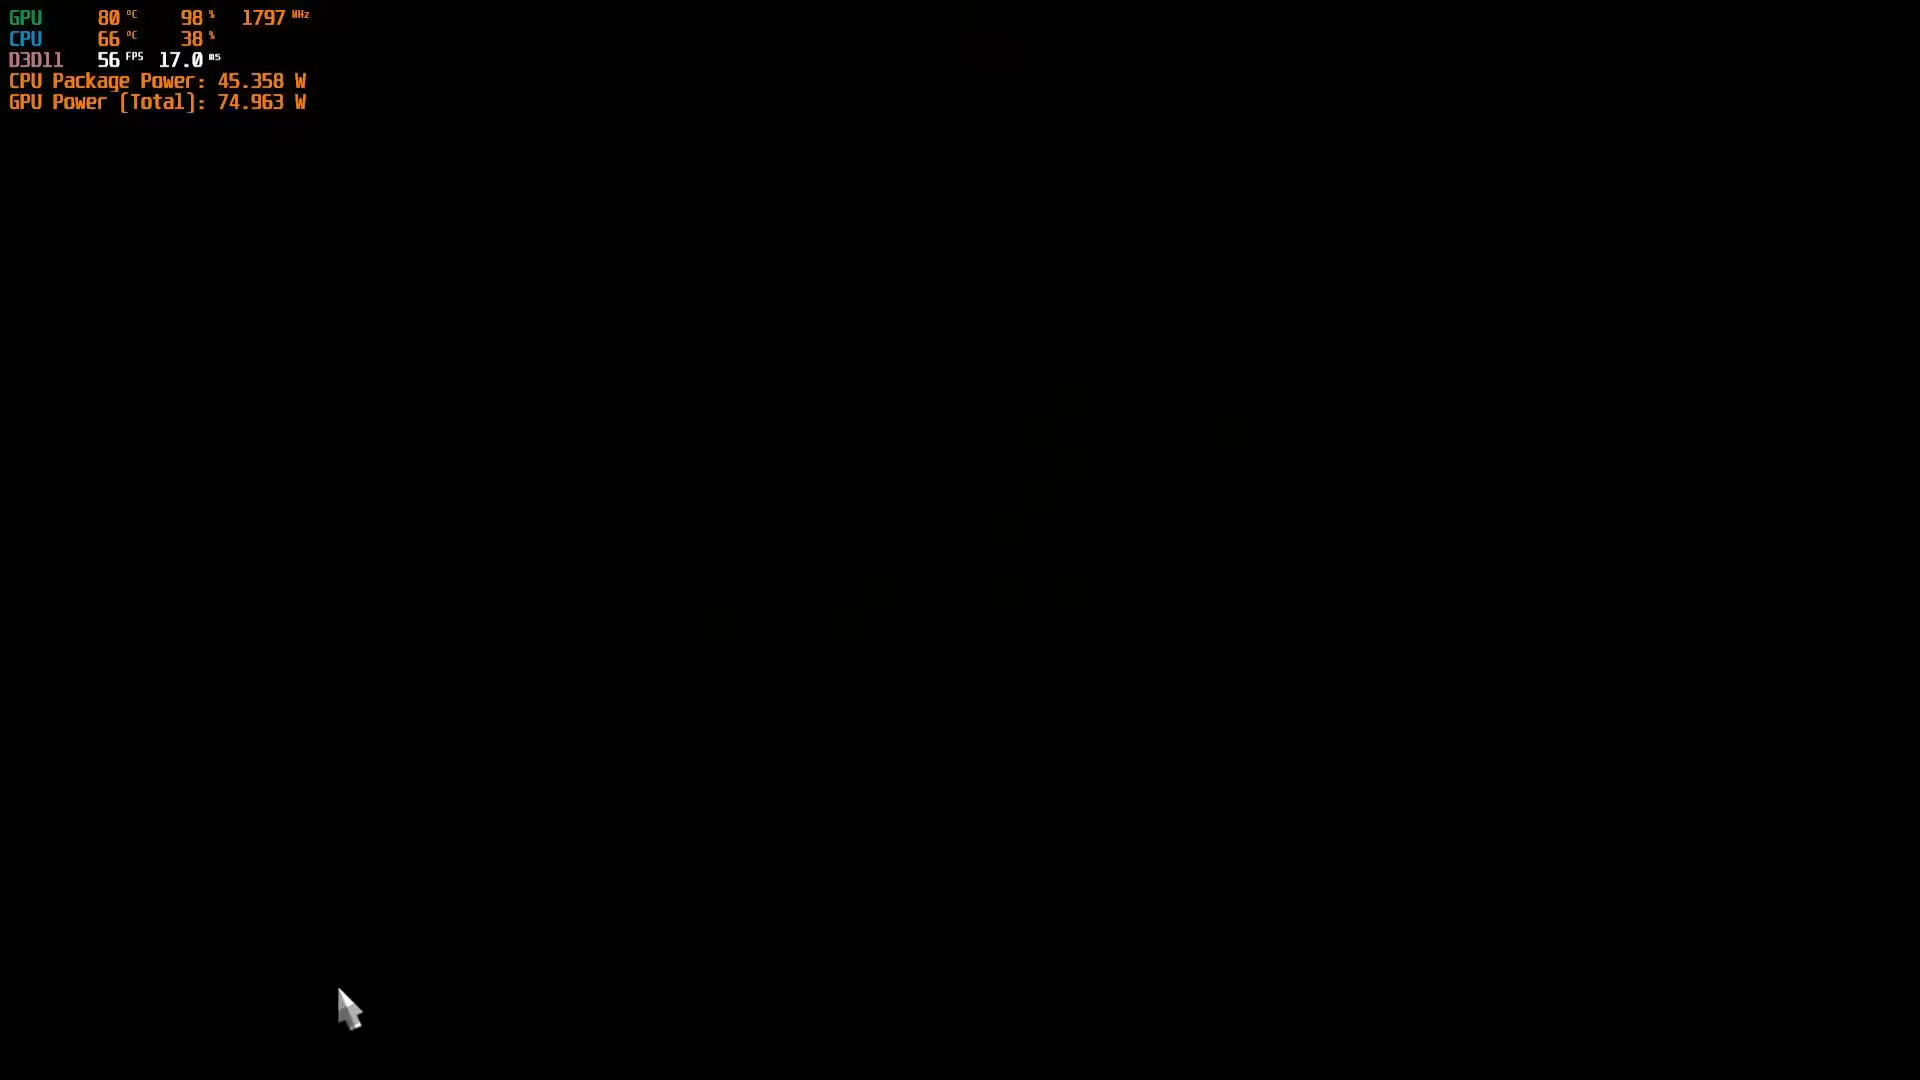 GPU 80 °C 98 % 1797 MHz
CPU 66 °C 38 %
D3D11 56 FPS 17.0 ms
CPU Package Power: 45.358 W
GPU Power [Total]: 74.963 W